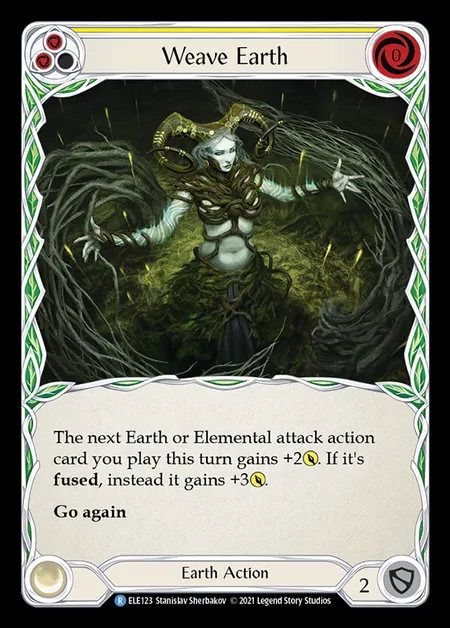 Weave Earth
0
The next Earth or Elemental attack action
card you play this turn gains +2. If it's
fused, instead it gains +3.
Go again
Earth Action
2
R ELE123 Stanislav Sherbakov © 2021 Legend Story Studios